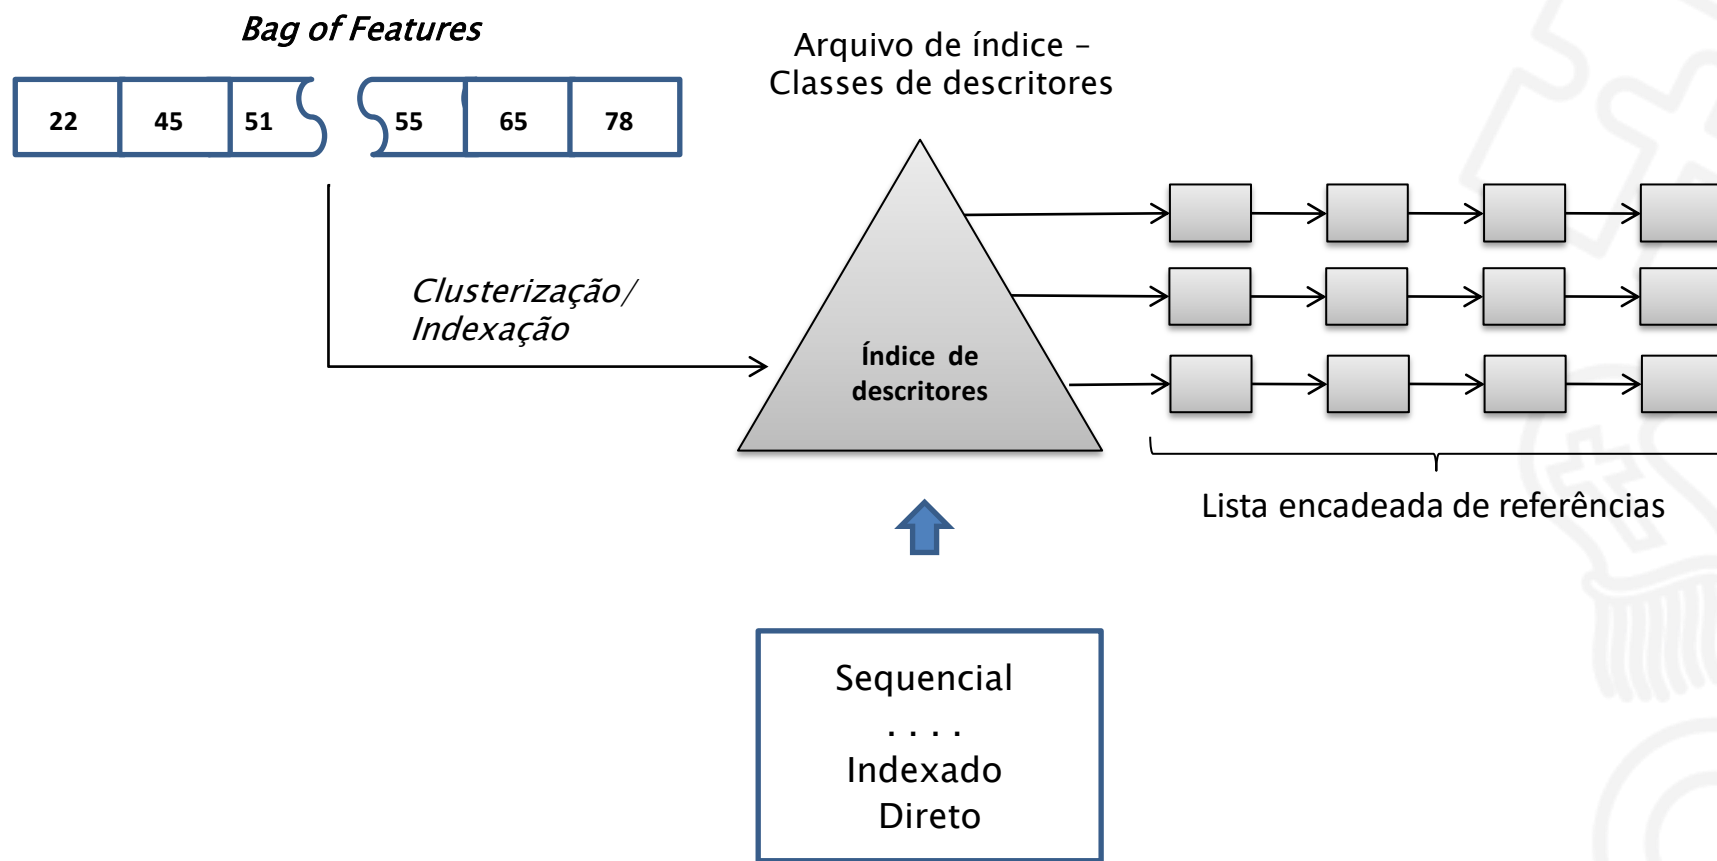 Bag of Features
22 45 51 55 65 78
Arquivo de índice –
Classes de descritores
Clusterização/
Indexação
Índice de
descritores
Lista encadeada de referências
Sequencial
. . . .
Indexado
Direto